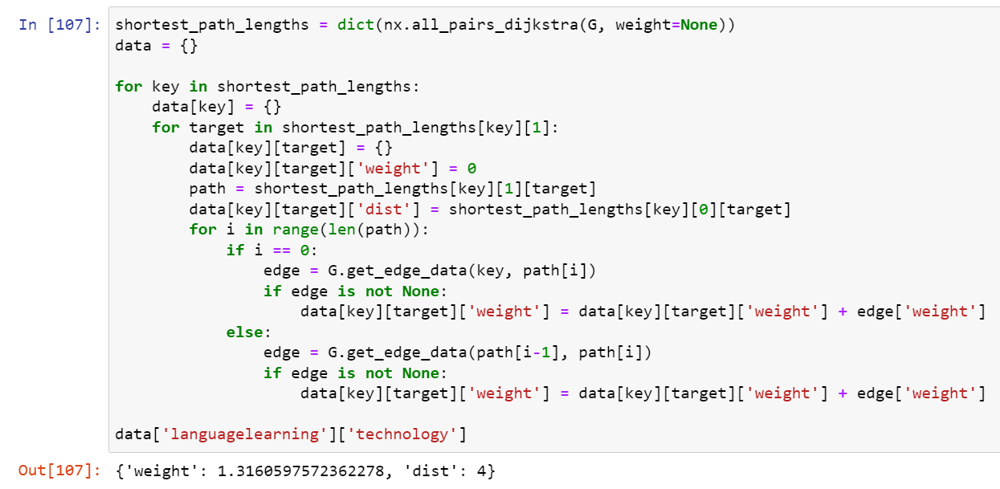 In [107]: shortest_path_lengths = dict(nx.all_pairs_dijkstra(G, weight=None))
data = {}

for key in shortest_path_lengths:
    data[key] = {}
    for target in shortest_path_lengths[key][1]:
        data[key][target] = {}
        data[key][target]['weight'] = 0
        path = shortest_path_lengths[key][1][target]
        data[key][target]['dist'] = shortest_path_lengths[key][0][target]
        for i in range(len(path)):
            if i == 0:
                edge = G.get_edge_data(key, path[i])
                if edge is not None:
                    data[key][target]['weight'] = data[key][target]['weight'] + edge['weight']
            else:
                edge = G.get_edge_data(path[i-1], path[i])
                if edge is not None:
                    data[key][target]['weight'] = data[key][target]['weight'] + edge['weight']

data['languagelearning']['technology']
Out[107]: {'weight': 1.3160597572362278, 'dist': 4}